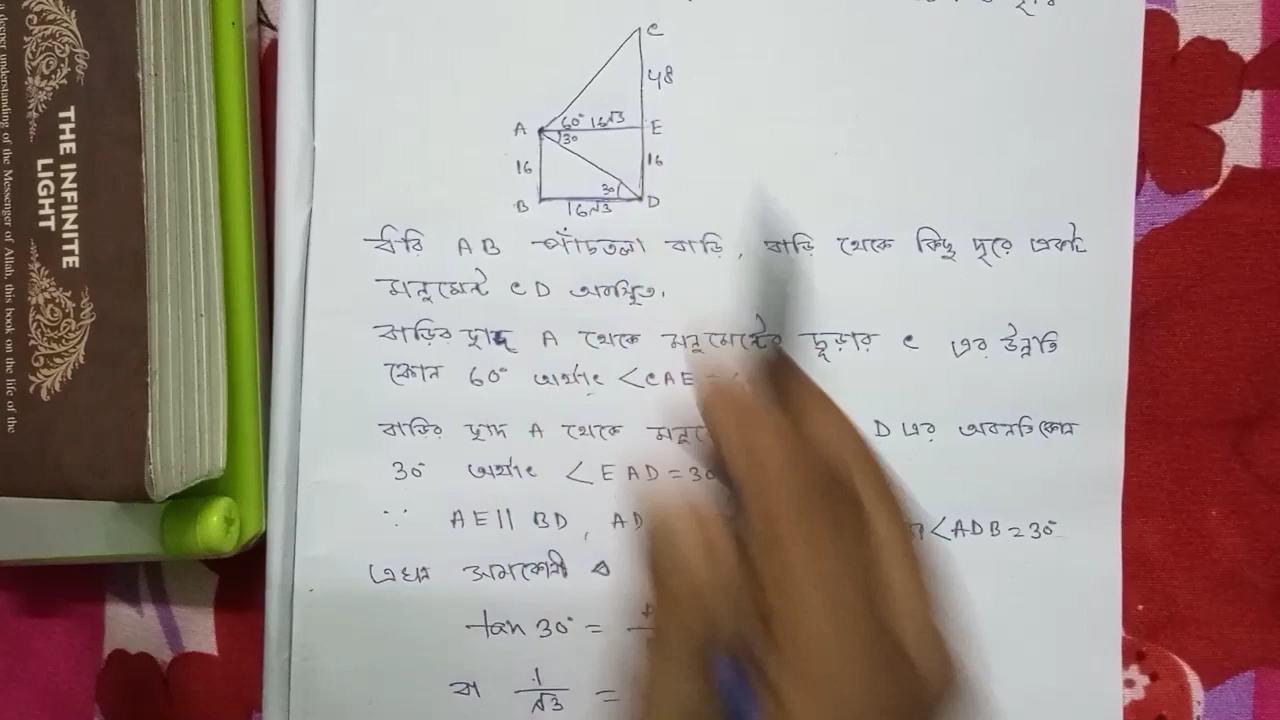 THE INFINITE
LIGHT
a deeper understanding of the Messenger of Allah, this book on the life of the
C
48
A 60° 16√3 E
30
16 16
30
B 16√3 D
ধরি AB পাঁচতলা বাড়ি, বাড়ি থেকে কিছু দূরে একটি
মনুমেন্ট CD অবস্থিত।
বাড়ির ছাদ A থেকে মনুমেন্টের চূড়ার C এর উন্নতি
কোন 60° অর্থাৎ <CAE =
বাড়ির ছাদ A থেকে D এর অবনতিকোন
30° অর্থাৎ <EAD = 30
∵ AE || BD, AD <ADB = 30°
এখন সমকোণী
tan 30° =
বা 1/√3 =